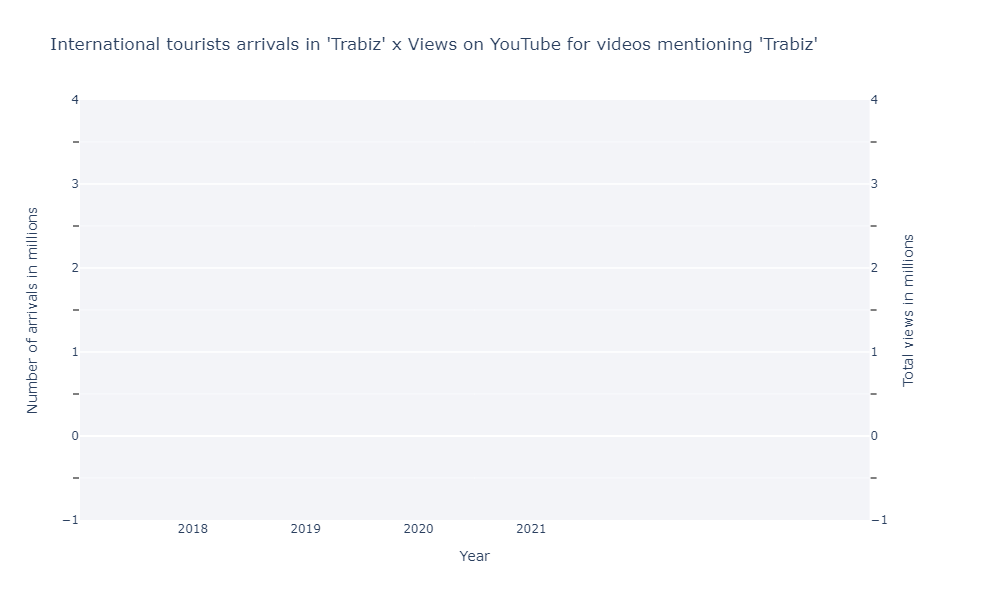 International tourists arrivals in 'Trabiz' x Views on YouTube for videos mentioning 'Trabiz'
Number of arrivals in millions
4
3
2
1
0
−1
4
3
2
1
0
−1
Total views in millions
2018 2019 2020 2021
Year